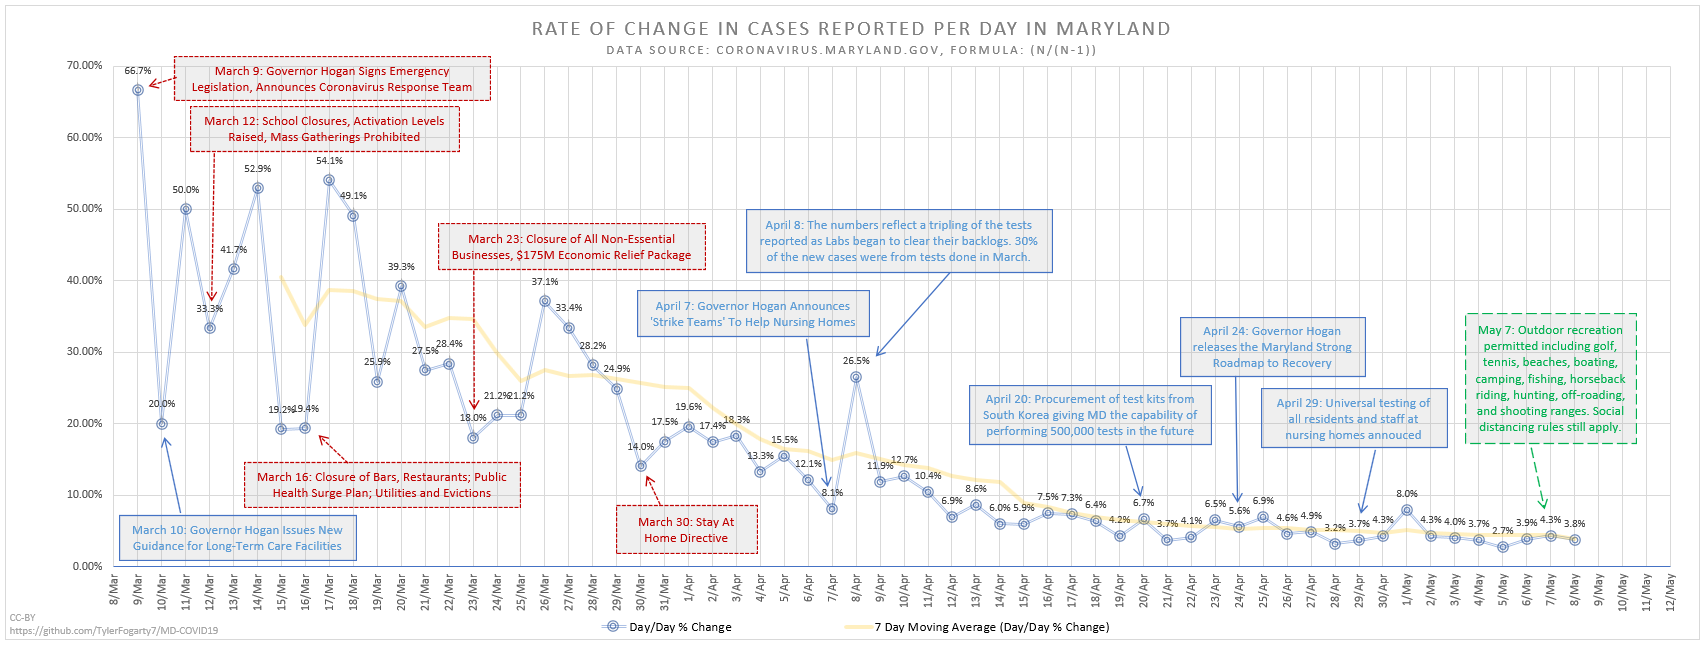 RATE OF CHANGE IN CASES REPORTED PER DAY IN MARYLAND
DATA SOURCE: CORONAVIRUS.MARYLAND.GOV, FORMULA: (N/(N-1))
70.00%
60.00%
50.00%
40.00%
30.00%
20.00%
10.00%
0.00%
March 9: Governor Hogan Signs Emergency
Legislation, Announces Coronavirus Response Team
March 12: School Closures, Activation Levels
Raised, Mass Gatherings Prohibited
March 23: Closure of All Non-Essential
Businesses, $175M Economic Relief Package
April 8: The numbers reflect a tripling of the tests
reported as Labs began to clear their backlogs. 30%
of the new cases were from tests done in March.
April 7: Governor Hogan Announces
'Strike Teams' To Help Nursing Homes
April 24: Governor Hogan
releases the Maryland Strong
Roadmap to Recovery
May 7: Outdoor recreation
permitted including golf,
tennis, beaches, boating,
camping, fishing, horseback
riding, hunting, off-roading,
and shooting ranges. Social
distancing rules still apply.
April 20: Procurement of test kits from
South Korea giving MD the capability of
performing 500,000 tests in the future
April 29: Universal testing of
all residents and staff at
nursing homes annouced
March 16: Closure of Bars, Restaurants; Public
Health Surge Plan; Utilities and Evictions
March 10: Governor Hogan Issues New
Guidance for Long-Term Care Facilities
March 30: Stay At
Home Directive
66.7%
20.0%
50.0%
33.3%
41.7%
52.9%
19.2%
19.4%
54.1%
49.1%
25.9%
39.3%
27.5%
28.4%
18.0%
21.2%
21.2%
37.1%
33.4%
28.2%
24.9%
14.0%
17.5%
19.6%
17.4%
18.3%
13.3%
15.5%
12.1%
8.1%
26.5%
11.9%
12.7%
10.4%
6.9%
8.6%
6.0%
5.9%
7.5%
7.3%
6.4%
4.2%
6.7%
3.7%
4.1%
6.5%
5.6%
6.9%
4.6%
4.9%
3.2%
3.7%
4.3%
8.0%
4.3%
4.0%
3.7%
2.7%
3.9%
4.3%
3.8%
8/Mar
9/Mar
10/Mar
11/Mar
12/Mar
13/Mar
14/Mar
15/Mar
16/Mar
17/Mar
18/Mar
19/Mar
20/Mar
21/Mar
22/Mar
23/Mar
24/Mar
25/Mar
26/Mar
27/Mar
28/Mar
29/Mar
30/Mar
31/Mar
1/Apr
2/Apr
3/Apr
4/Apr
5/Apr
6/Apr
7/Apr
8/Apr
9/Apr
10/Apr
11/Apr
12/Apr
13/Apr
14/Apr
15/Apr
16/Apr
17/Apr
18/Apr
19/Apr
20/Apr
21/Apr
22/Apr
23/Apr
24/Apr
25/Apr
26/Apr
27/Apr
28/Apr
29/Apr
30/Apr
1/May
2/May
3/May
4/May
5/May
6/May
7/May
8/May
9/May
10/May
11/May
12/May
CC-BY
https://github.com/TylerFogarty7/MD-COVID19
Day/Day % Change
7 Day Moving Average (Day/Day % Change)